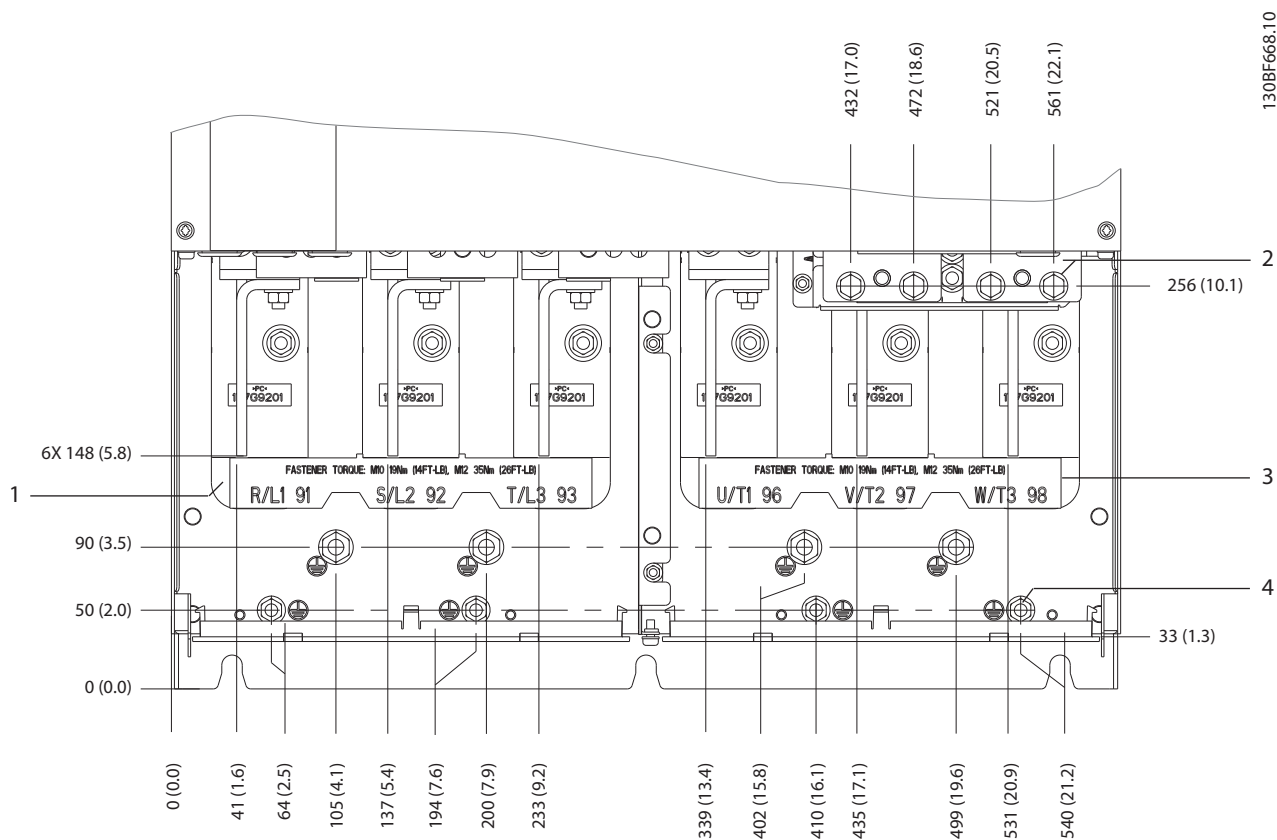 130BF668.10
432 (17.0)
472 (18.6)
521 (20.5)
561 (22.1)
2
256 (10.1)
»PC«
»PC«
»PC«
»PC«
»PC«
»PC«
6X 148 (5.8)
FASTENER TORQUE: M10 19Nm (14FT-LB), M12 35Nm (26FT-LB)
FASTENER TORQUE: M10 19Nm (14FT-LB), M12 35Nm (26FT-LB)
1
R/L1 91 S/L2 92 T/L3 93
U/T1 96 V/T2 97 W/T3 98
3
90 (3.5)
50 (2.0)
4
33 (1.3)
0 (0.0)
0 (0.0)
41 (1.6)
64 (2.5)
105 (4.1)
137 (5.4)
194 (7.6)
200 (7.9)
233 (9.2)
339 (13.4)
402 (15.8)
410 (16.1)
435 (17.1)
499 (19.6)
531 (20.9)
540 (21.2)